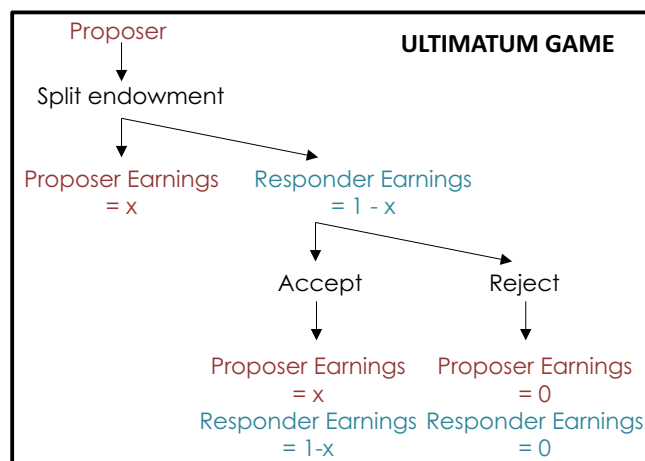 Proposer
ULTIMATUM GAME
Split endowment
Proposer Earnings
= x
Responder Earnings
= 1 - x
Accept
Reject
Proposer Earnings
= x
Responder Earnings
= 1-x
Proposer Earnings
= 0
Responder Earnings
= 0